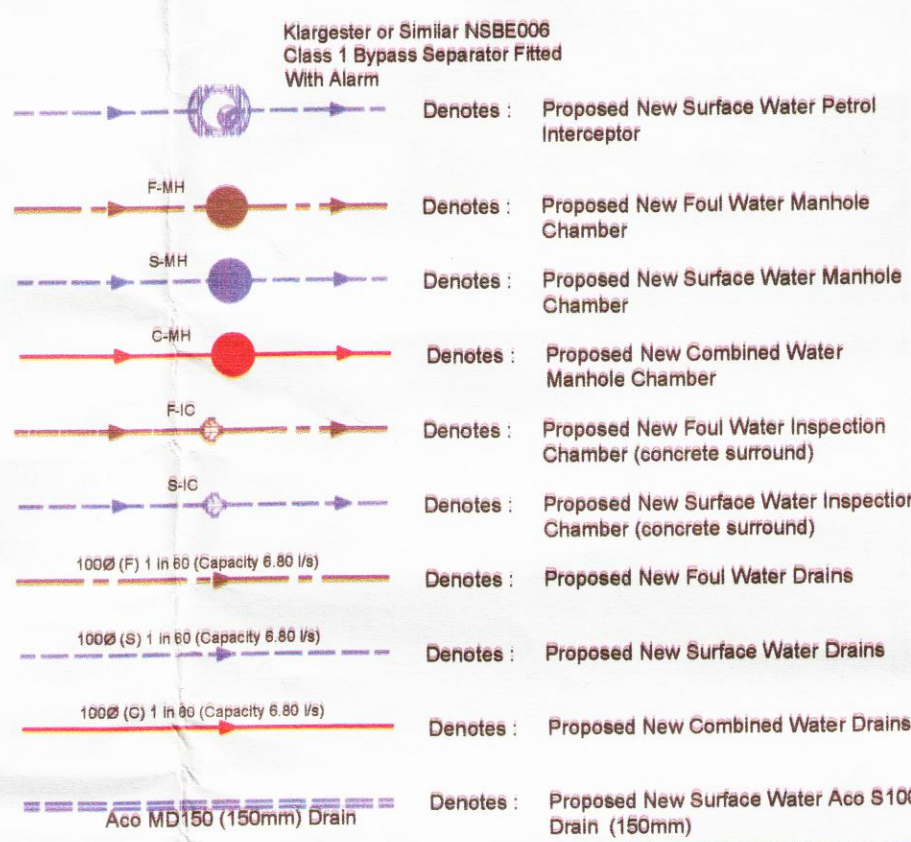 Klargester or Similar NSBE006
Class 1 Bypass Separator Fitted
With Alarm
Denotes : Proposed New Surface Water Petrol
Interceptor
F-MH
Denotes : Proposed New Foul Water Manhole
Chamber
S-MH
Denotes : Proposed New Surface Water Manhole
Chamber
C-MH
Denotes : Proposed New Combined Water
Manhole Chamber
F-IC
Denotes : Proposed New Foul Water Inspection
Chamber (concrete surround)
S-IC
Denotes : Proposed New Surface Water Inspection
Chamber (concrete surround)
100Ø (F) 1 in 60 (Capacity 6.80 l/s)
Denotes : Proposed New Foul Water Drains
100Ø (S) 1 in 60 (Capacity 6.80 l/s)
Denotes : Proposed New Surface Water Drains
100Ø (C) 1 in 60 (Capacity 6.80 l/s)
Denotes : Proposed New Combined Water Drains
Aco MD150 (150mm) Drain
Denotes : Proposed New Surface Water Aco S100
Drain (150mm)